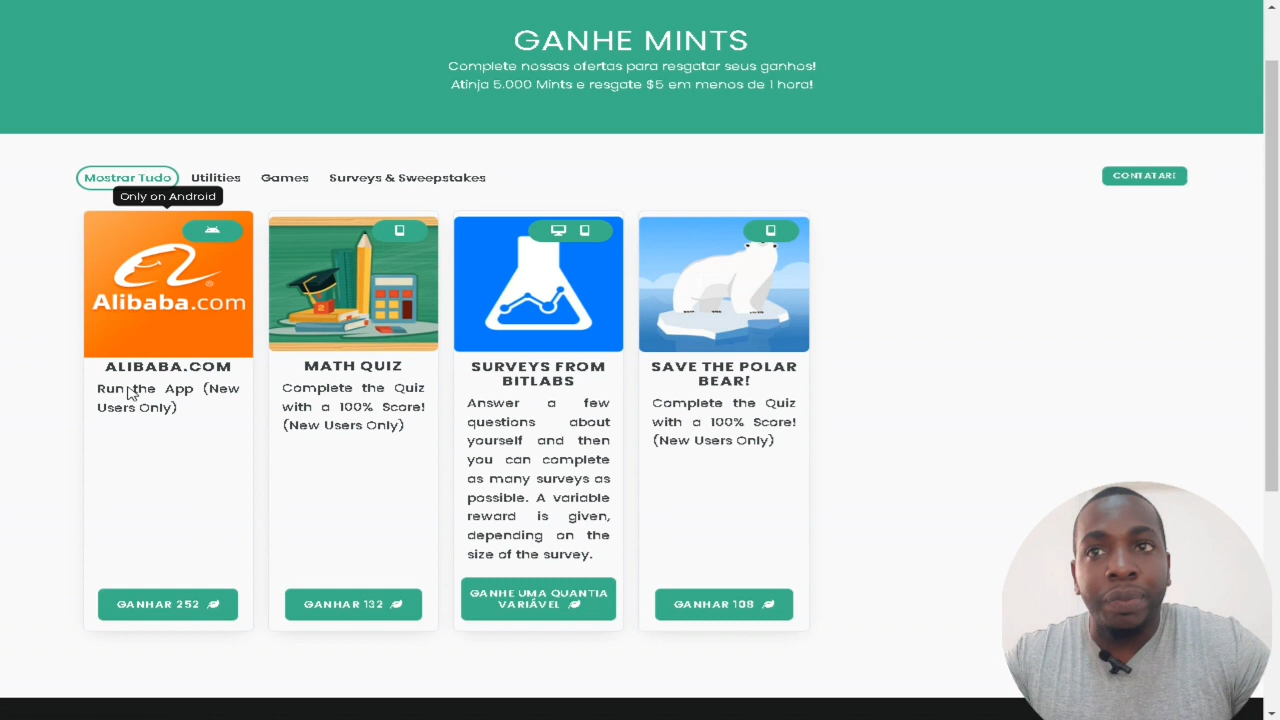 GANHE MINTS
Complete nossas ofertas para resgatar seus ganhos!
Atinja 5.000 Mints e resgate $5 em menos de 1 hora!
Mostrar Tudo
Utilities
Games
Surveys & Sweepstakes
CONTATAR!
Only on Android
Alibaba.com
ALIBABA.COM
Run the App (New
Users Only)
GANHAR 252
MATH QUIZ
Complete the Quiz
with a 100% Score!
(New Users Only)
GANHAR 132
SURVEYS FROM
BITLABS
Answer a few
questions about
yourself and then
you can complete
as many surveys as
possible. A variable
reward is given,
depending on the
size of the survey.
GANHE UMA QUANTIA
VARIÁVEL
SAVE THE POLAR
BEAR!
Complete the Quiz
with a 100% Score!
(New Users Only)
GANHAR 108